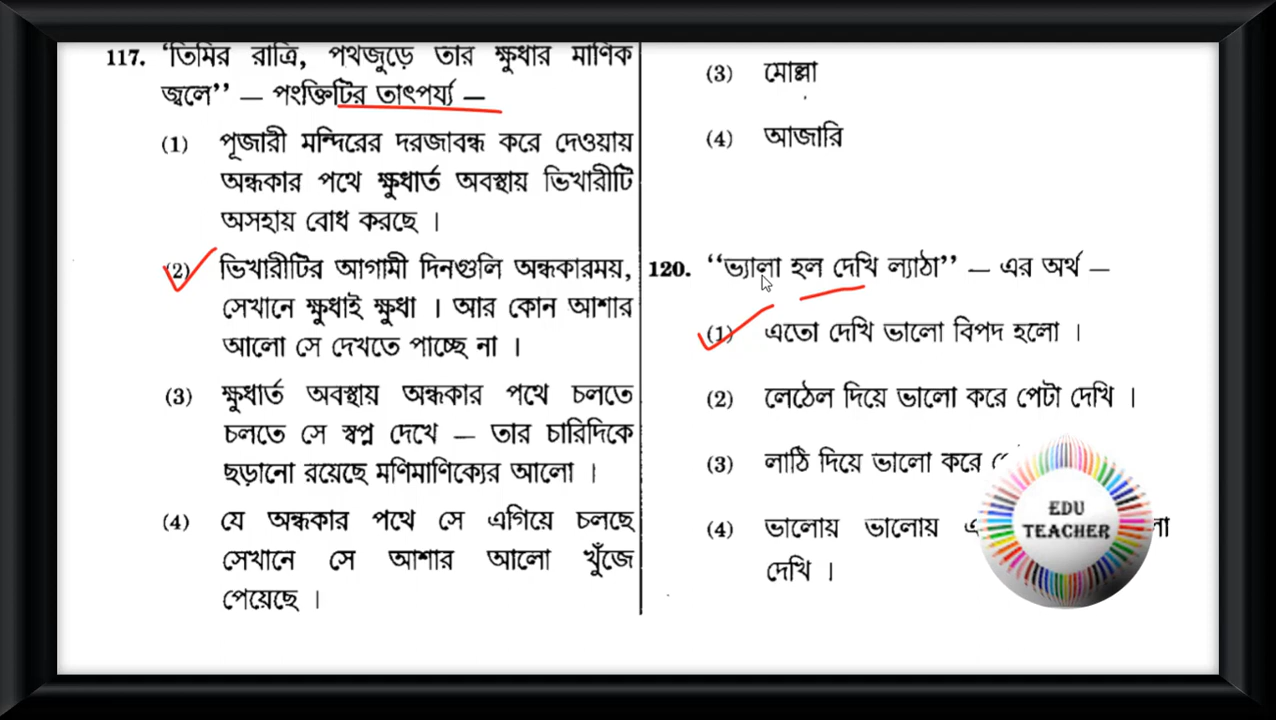 117. ‘তিমির রাত্রি, পথজুড়ে তার ক্ষুধার মাণিক
জ্বলে’’ — পংক্তিটির তাৎপর্য্য —
(1) পূজারী মন্দিরের দরজাবন্ধ করে দেওয়ায়
অন্ধকার পথে ক্ষুধার্ত অবস্থায় ভিখারীটি
অসহায় বোধ করছে ।
(2) ভিখারীটির আগামী দিনগুলি অন্ধকারময়,
সেখানে ক্ষুধাই ক্ষুধা । আর কোন আশার
আলো সে দেখতে পাচ্ছে না ।
(3) ক্ষুধার্ত অবস্থায় অন্ধকার পথে চলতে
চলতে সে স্বপ্ন দেখে — তার চারিদিকে
ছড়ানো রয়েছে মণিমাণিক্যের আলো ।
(4) যে অন্ধকার পথে সে এগিয়ে চলছে
সেখানে সে আশার আলো খুঁজে
পেয়েছে ।
(3) মোল্লা
(4) আজারি
120. ‘‘ভ্যালা হল দেখি ল্যাঠা’’ — এর অর্থ —
(1) এতো দেখি ভালো বিপদ হলো ।
(2) লেঠেল দিয়ে ভালো করে পেটা দেখি ।
(3) লাঠি দিয়ে ভালো করে
(4) ভালোয় ভালোয়
দেখি ।
EDU
TEACHER